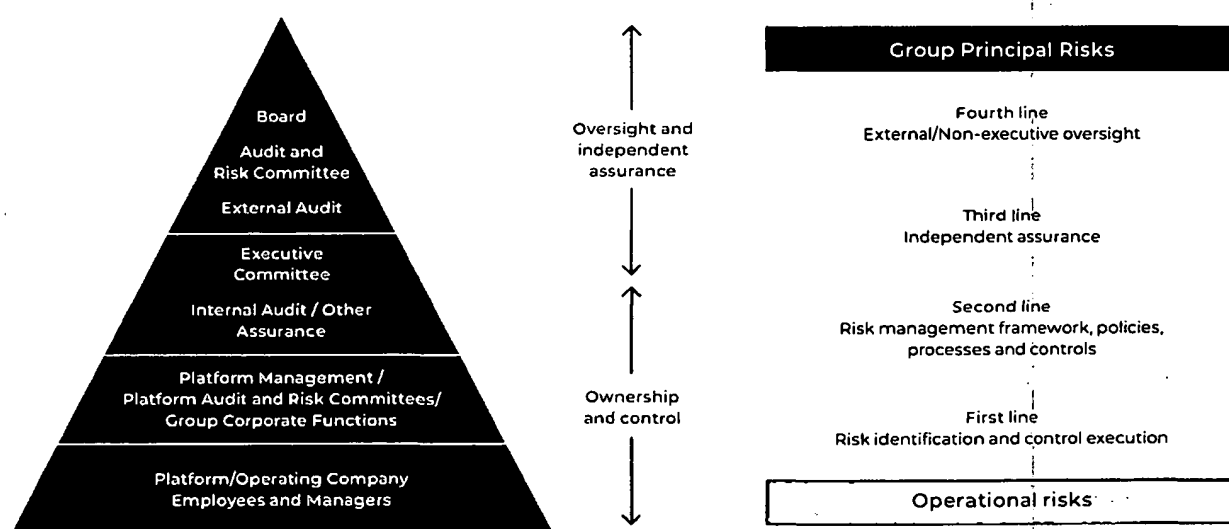 Board
Audit and
Risk Committee
External Audit
Executive
Committee
Internal Audit / Other
Assurance
Platform Management /
Platform Audit and Risk Committees/
Group Corporate Functions
Platform/Operating Company
Employees and Managers
Oversight and
independent
assurance
Ownership
and control
Group Principal Risks
Fourth line
External/Non-executive oversight
Third line
Independent assurance
Second line
Risk management framework, policies,
processes and controls
First line
Risk identification and control execution
Operational risks